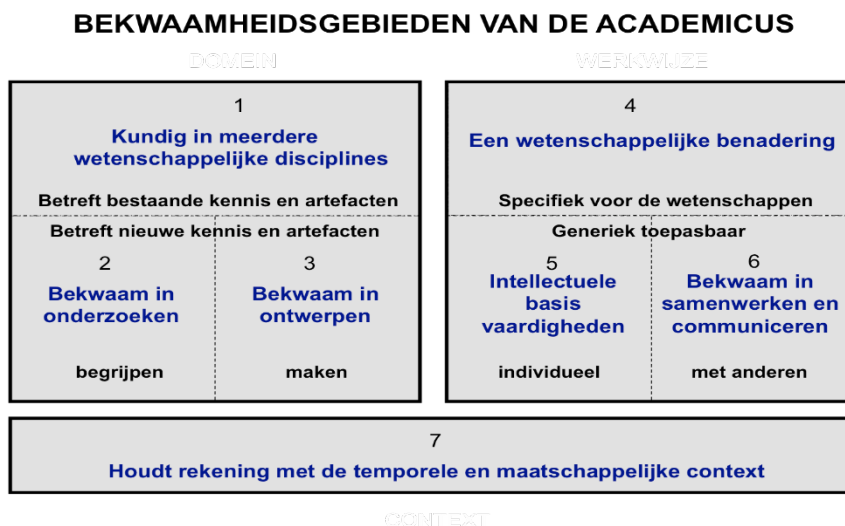 BEKWAAMHEIDSGEBIEDEN VAN DE ACADEMICUS
DOMEIN
1
Kundig in meerdere
wetenschappelijke disciplines
Betreft bestaande kennis en artefacten
Betreft nieuwe kennis en artefacten
2
Bekwaam in
onderzoeken
begrijpen
3
Bekwaam in
ontwerpen
maken
WERKWIJZE
4
Een wetenschappelijke benadering
Specifiek voor de wetenschappen
Generiek toepasbaar
5
Intellectuele
basis
vaardigheden
individueel
6
Bekwaam in
samenwerken en
communiceren
met anderen
7
Houdt rekening met de temporele en maatschappelijke context
CONTEXT